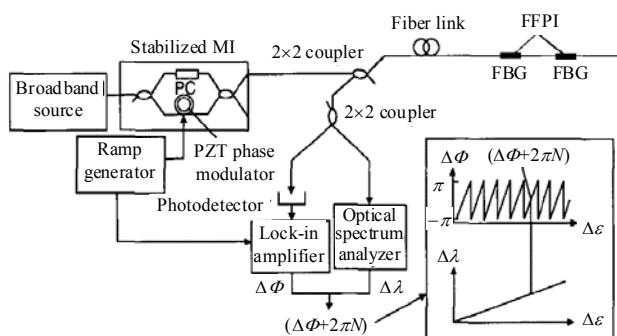 Fiber link
FFPI
Stabilized MI
2×2 coupler
FBG
FBG
PC
Broadband
source
2×2 coupler
PZT phase
modulator
Ramp
generator
Photodetector
Lock-in
amplifier
Optical
spectrum
analyzer
ΔΦ
Δλ
(ΔΦ+2πN)
ΔΦ
(ΔΦ+2πN)
π
−π
Δε
Δλ
Δε